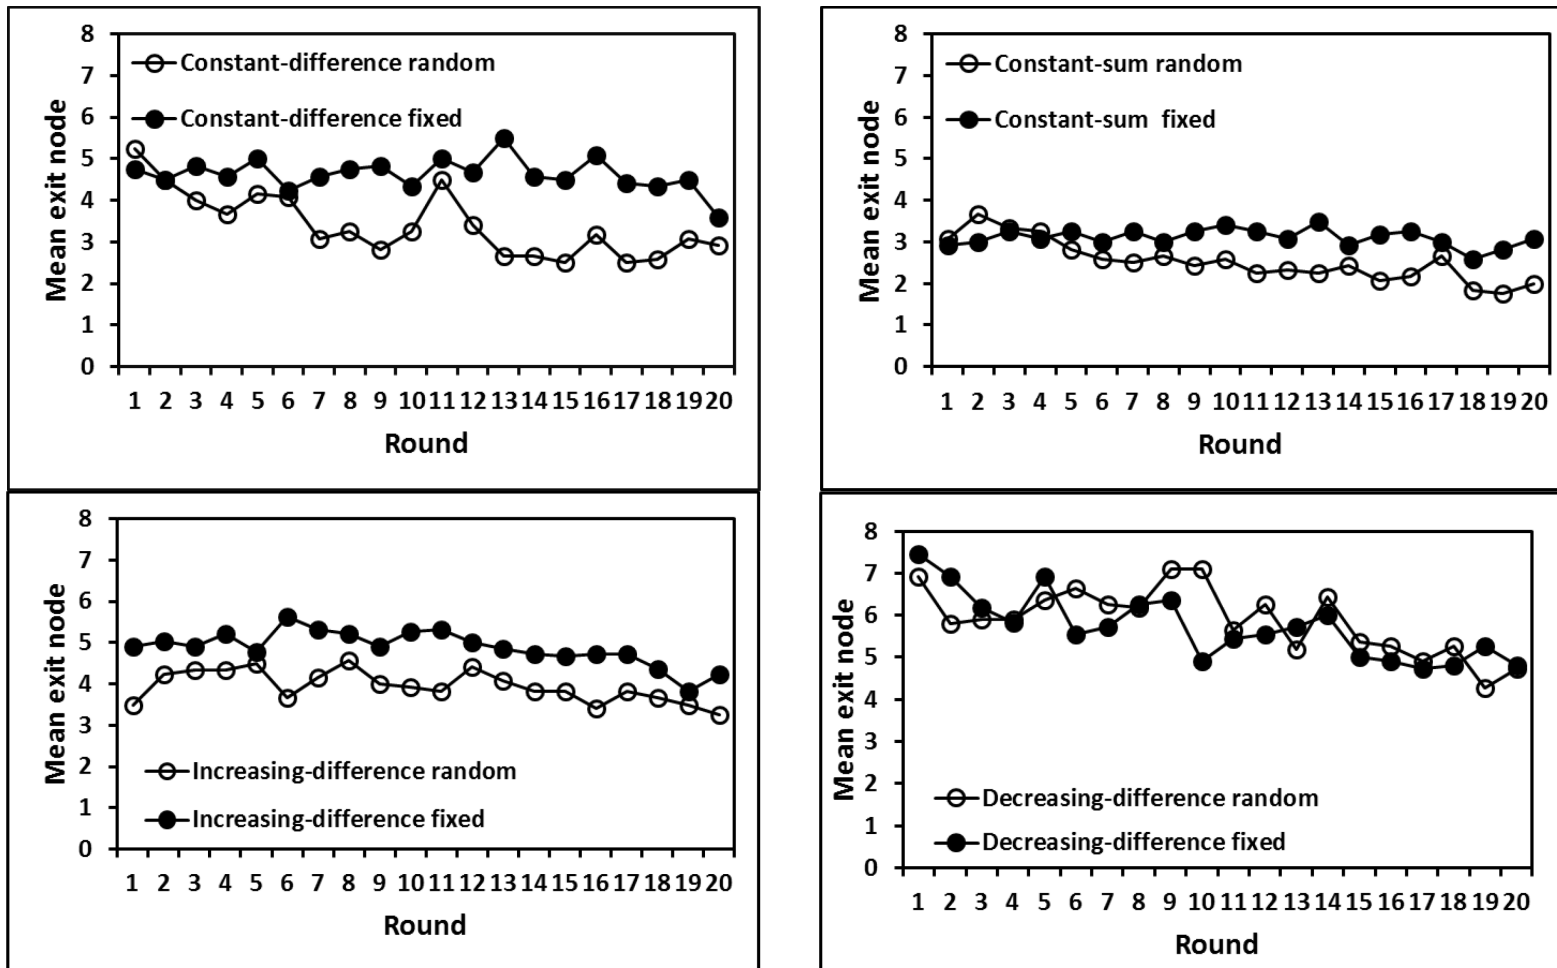 8
7
6
5
4
3
2
1
0
Mean exit node
Constant-difference random
Constant-difference fixed
1 2 3 4 5 6 7 8 9 10 11 12 13 14 15 16 17 18 19 20
Round
8
7
6
5
4
3
2
1
0
Mean exit node
Constant-sum random
Constant-sum fixed
1 2 3 4 5 6 7 8 9 10 11 12 13 14 15 16 17 18 19 20
Round
8
7
6
5
4
3
2
1
0
Mean exit node
Increasing-difference random
Increasing-difference fixed
1 2 3 4 5 6 7 8 9 10 11 12 13 14 15 16 17 18 19 20
Round
8
7
6
5
4
3
2
1
0
Mean exit node
Decreasing-difference random
Decreasing-difference fixed
1 2 3 4 5 6 7 8 9 10 11 12 13 14 15 16 17 18 19 20
Round